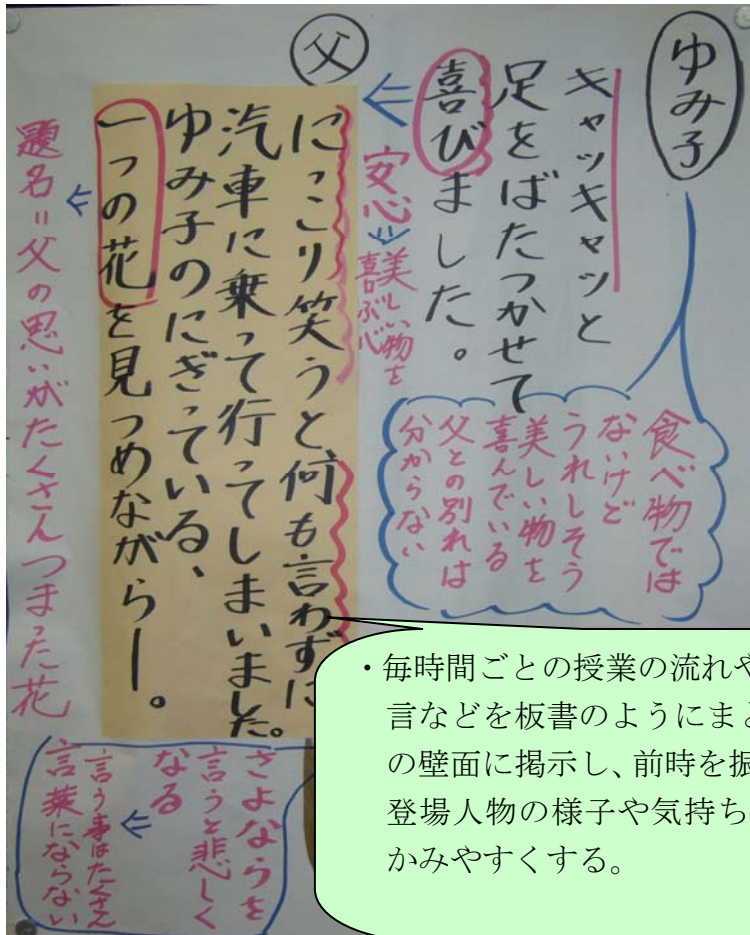 ゆみ子
キャッキャッと
足をばたつかせて
喜びました。
食べ物では
ないけど
うれしそう
美しい物を
喜んでいる
父との別れは
分からない
安心⇐美しい物を
喜ぶ心
父
にっこり笑うと何も言わずに
汽車に乗って行ってしまいました。
ゆみ子のにぎっている、
一つの花を見つめながらー。
さよならを
言うと悲しく
なる
言う事はたくさん
言葉にならない
題名=父の思いがたくさんつまった花
・毎時間ごとの授業の流れや
言などを板書のようにまと
の壁面に掲示し、前時を振
登場人物の様子や気持ち
かみやすくする。